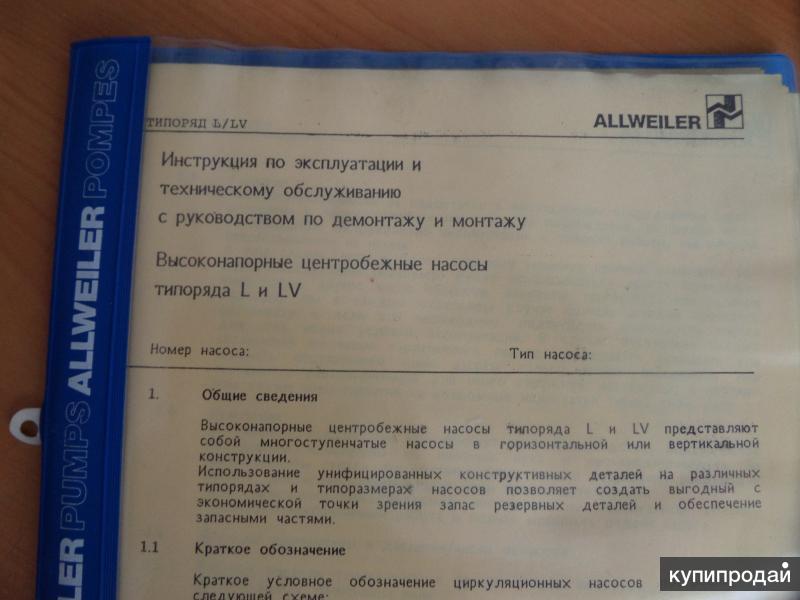 ТИПОРЯД L/LV
ALLWEILER
Инструкция по эксплуатации и
техническому обслуживанию
с руководством по демонтажу и монтажу
Высоконапорные центробежные насосы
типоряда L и LV
Номер насоса: Тип насоса:
1. Общие сведения
Высоконапорные центробежные насосы типоряда L и LV представляют
собой многоступенчатые насосы в горизонтальной или вертикальной
конструкции.
Использование унифицированных конструктивных деталей на различных
типорядах и типоразмерах насосов позволяет создать выгодный с
экономической точки зрения запас резервных деталей и обеспечение
запасными частями.
1.1 Краткое обозначение
Краткое условное обозначение циркуляционных насосов
следующей схеме:
LER PUMPS ALLWEILER POMPES
купипродай